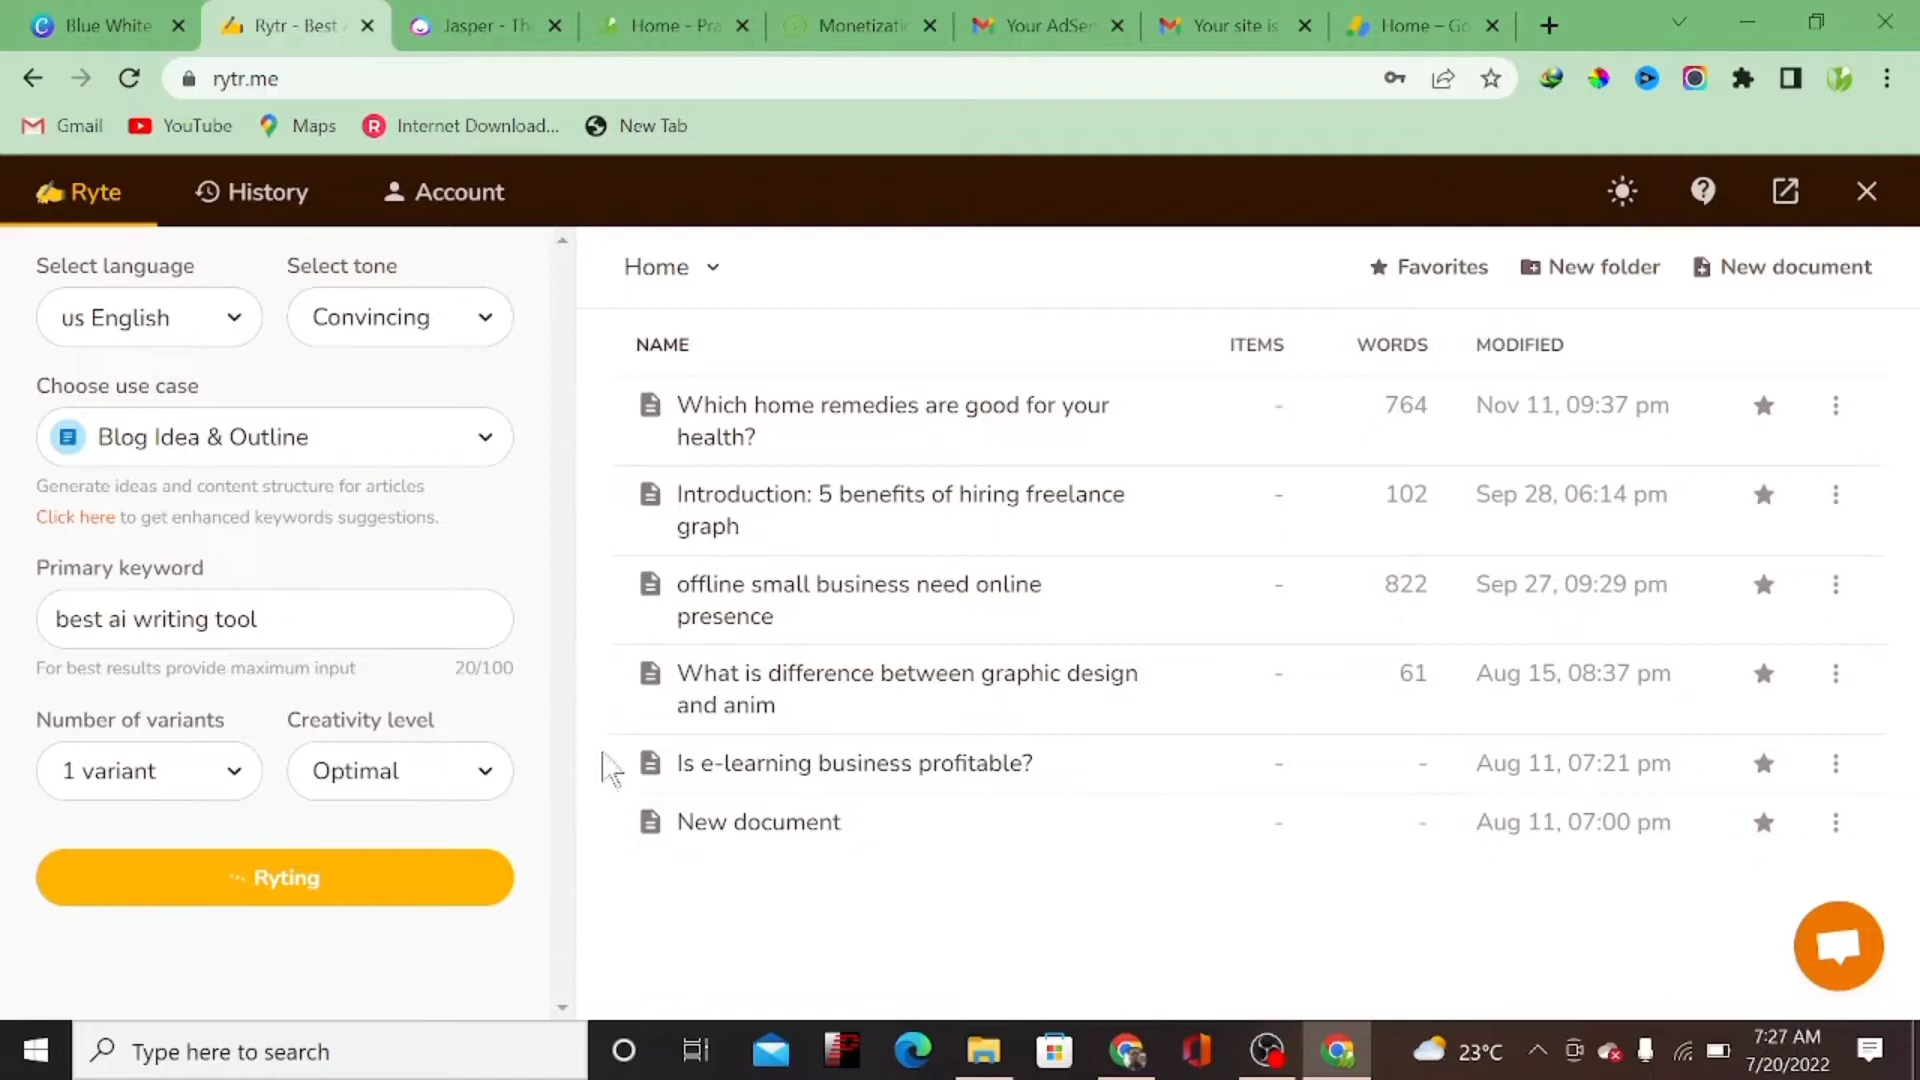 Blue White
Rytr - Best
Jasper - Th
Home - Pra
Monetizati
Your AdSen
Your site is
Home – Go
rytr.me
Gmail
YouTube
Maps
Internet Download...
New Tab
Ryte
History
Account
Select language
Select tone
us English
Convincing
Choose use case
Blog Idea & Outline
Generate ideas and content structure for articles
Click here to get enhanced keywords suggestions.
Primary keyword
best ai writing tool
For best results provide maximum input
20/100
Number of variants
Creativity level
1 variant
Optimal
Ryting
Home
Favorites
New folder
New document
NAME
ITEMS
WORDS
MODIFIED
Which home remedies are good for your
health?
-
764
Nov 11, 09:37 pm
Introduction: 5 benefits of hiring freelance
graph
-
102
Sep 28, 06:14 pm
offline small business need online
presence
-
822
Sep 27, 09:29 pm
What is difference between graphic design
and anim
-
61
Aug 15, 08:37 pm
Is e-learning business profitable?
-
-
Aug 11, 07:21 pm
New document
-
-
Aug 11, 07:00 pm
Type here to search
23°C
7:27 AM
7/20/2022